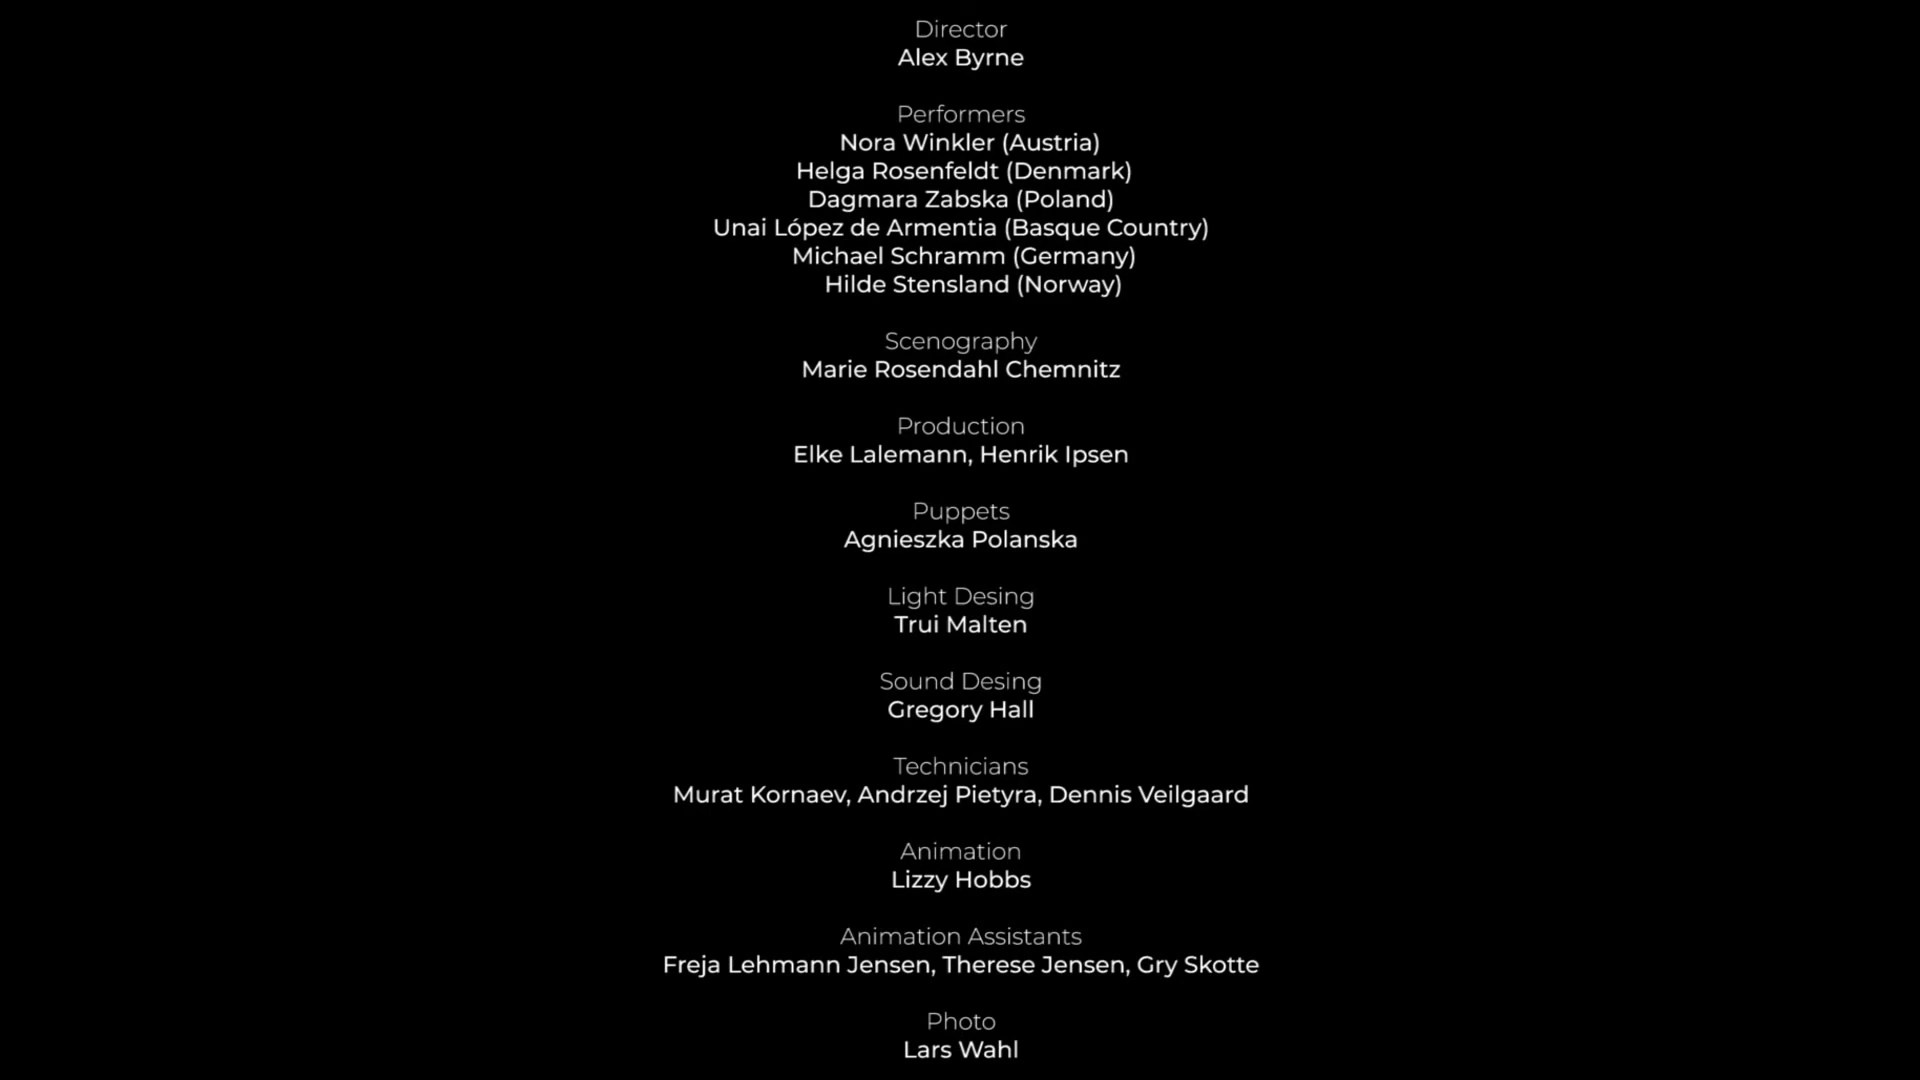 Director
Alex Byrne
Performers
Nora Winkler (Austria)
Helga Rosenfeldt (Denmark)
Dagmara Zabska (Poland)
Unai López de Armentia (Basque Country)
Michael Schramm (Germany)
Hilde Stensland (Norway)
Scenography
Marie Rosendahl Chemnitz
Production
Elke Lalemann, Henrik Ipsen
Puppets
Agnieszka Polanska
Light Desing
Trui Malten
Sound Desing
Gregory Hall
Technicians
Murat Kornaev, Andrzej Pietyra, Dennis Veilgaard
Animation
Lizzy Hobbs
Animation Assistants
Freja Lehmann Jensen, Therese Jensen, Gry Skotte
Photo
Lars Wahl